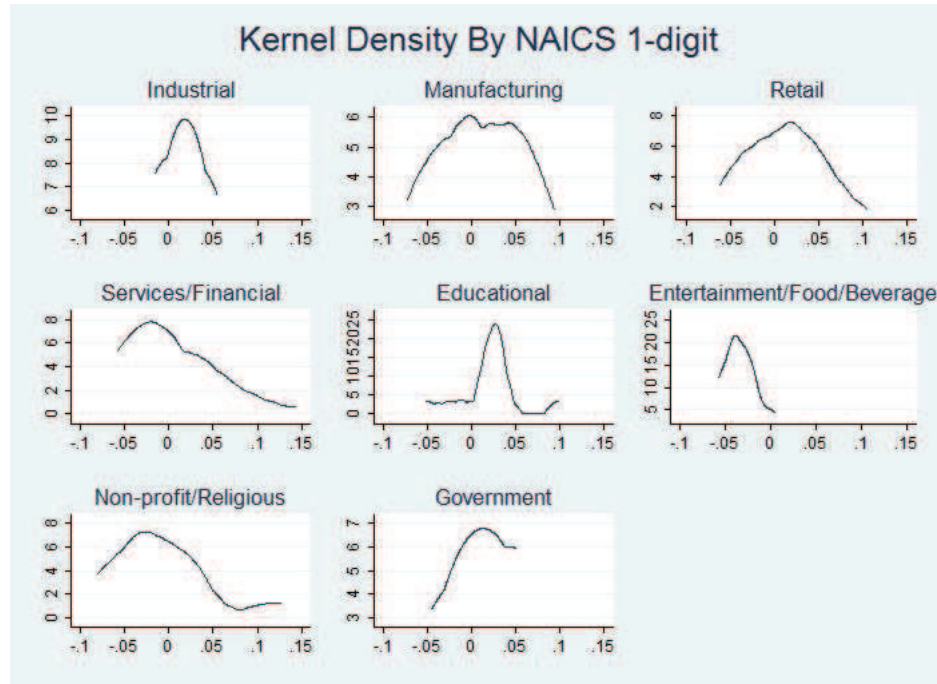 Kernel Density By NAICS 1-digit
Industrial
10
9
8
7
6
-.1 -.05 0 .05 .1 .15
Manufacturing
6
5
4
3
-.1 -.05 0 .05 .1 .15
Retail
8
6
4
2
-.1 -.05 0 .05 .1 .15
Services/Financial
8
6
4
2
0
-.1 -.05 0 .05 .1 .15
Educational
25
20
15
10
5
0
-.1 -.05 0 .05 .1 .15
Entertainment/Food/Beverage
25
20
15
10
5
-.1 -.05 0 .05 .1 .15
Non-profit/Religious
8
6
4
2
0
-.1 -.05 0 .05 .1 .15
Government
7
6
5
4
3
-.1 -.05 0 .05 .1 .15